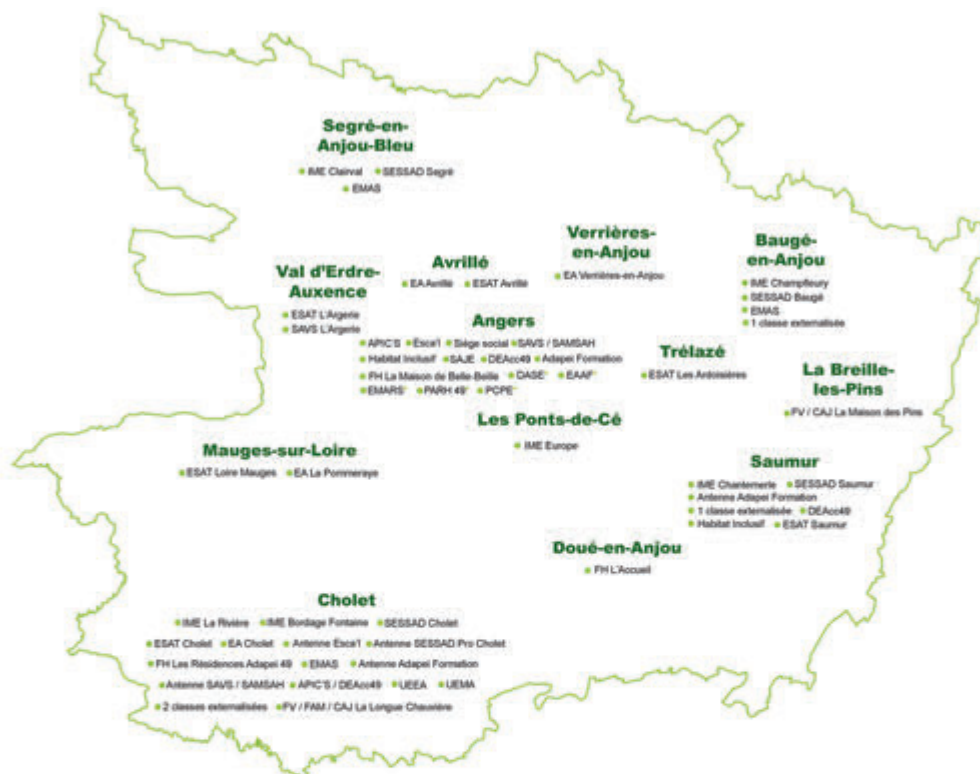 Segré-en-
Anjou-Bleu
IME Clairval SESSAD Segré
EMAS
Verrières-
en-Anjou
EA Verrières-en-Anjou
Baugé-
en-Anjou
IME Champfleury
SESSAD Baugé
EMAS
1 classe externalisée
Avrillé
EA Avrillé ESAT Avrillé
Val d'Erdre-
Auxence
ESAT L'Argerie
SAVS L'Argerie
Angers
APIC'S Esca'l Siège social SAVS / SAMSAH
Habitat Inclusif SAJE DEAcc49 Adapei Formation
FH La Maison de Belle-Beille DASE* EAAF*
EMARS* PARH 49* PCPE*
Trélazé
ESAT Les Ardoisières
La Breille-
les-Pins
FV / CAJ La Maison des Pins
Les Ponts-de-Cé
IME Europe
Mauges-sur-Loire
ESAT Loire Mauges EA La Pommeraye
Saumur
IME Chantemerle SESSAD Saumur
Antenne Adapei Formation
1 classe externalisée DEAcc49
Habitat Inclusif ESAT Saumur
Doué-en-Anjou
FH L'Accueil
Cholet
IME La Rivière IME Bordage Fontaine SESSAD Cholet
ESAT Cholet EA Cholet Antenne Esca'l Antenne SESSAD Pro Cholet
FH Les Résidences Adapei 49 EMAS Antenne Adapei Formation
Antenne SAVS / SAMSAH APIC'S / DEAcc49 UEEA UEMA
2 classes externalisées FV / FAM / CAJ La Longue Chauvière